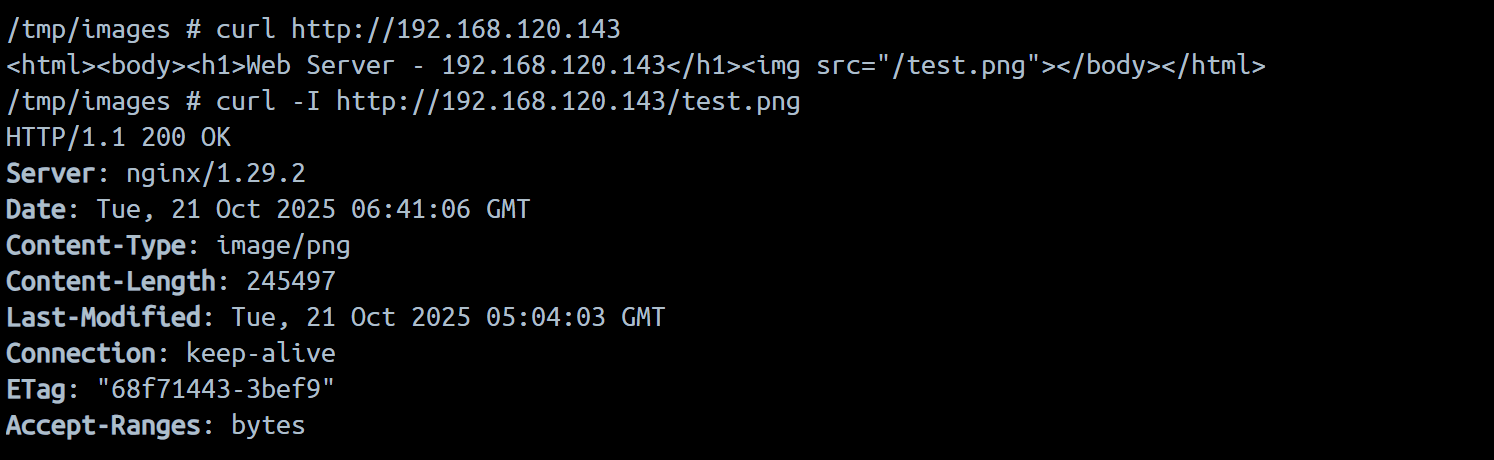 /tmp/images # curl http://192.168.120.143
<html><body><h1>Web Server - 192.168.120.143</h1><img src="/test.png"></body></html>
/tmp/images # curl -I http://192.168.120.143/test.png
HTTP/1.1 200 OK
Server: nginx/1.29.2
Date: Tue, 21 Oct 2025 06:41:06 GMT
Content-Type: image/png
Content-Length: 245497
Last-Modified: Tue, 21 Oct 2025 05:04:03 GMT
Connection: keep-alive
ETag: "68f71443-3bef9"
Accept-Ranges: bytes